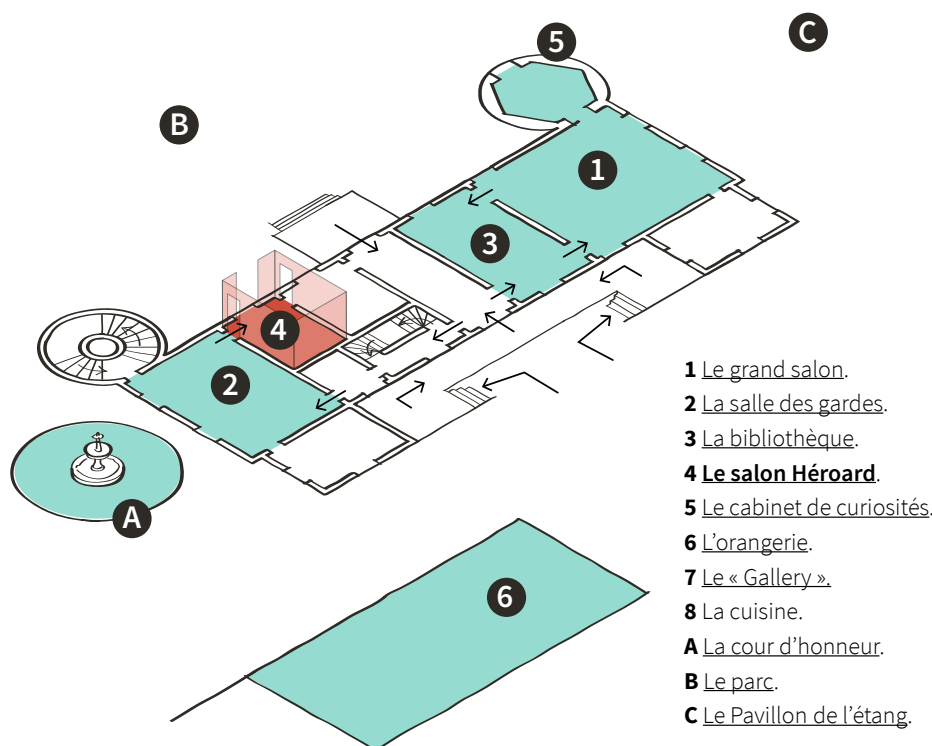 5
C
B
1
3
4
2
A
6
1 Le grand salon.
2 La salle des gardes.
3 La bibliothèque.
4 Le salon Héroard.
5 Le cabinet de curiosités.
6 L’orangerie.
7 Le « Gallery ».
8 La cuisine.
A La cour d’honneur.
B Le parc.
C Le Pavillon de l’étang.